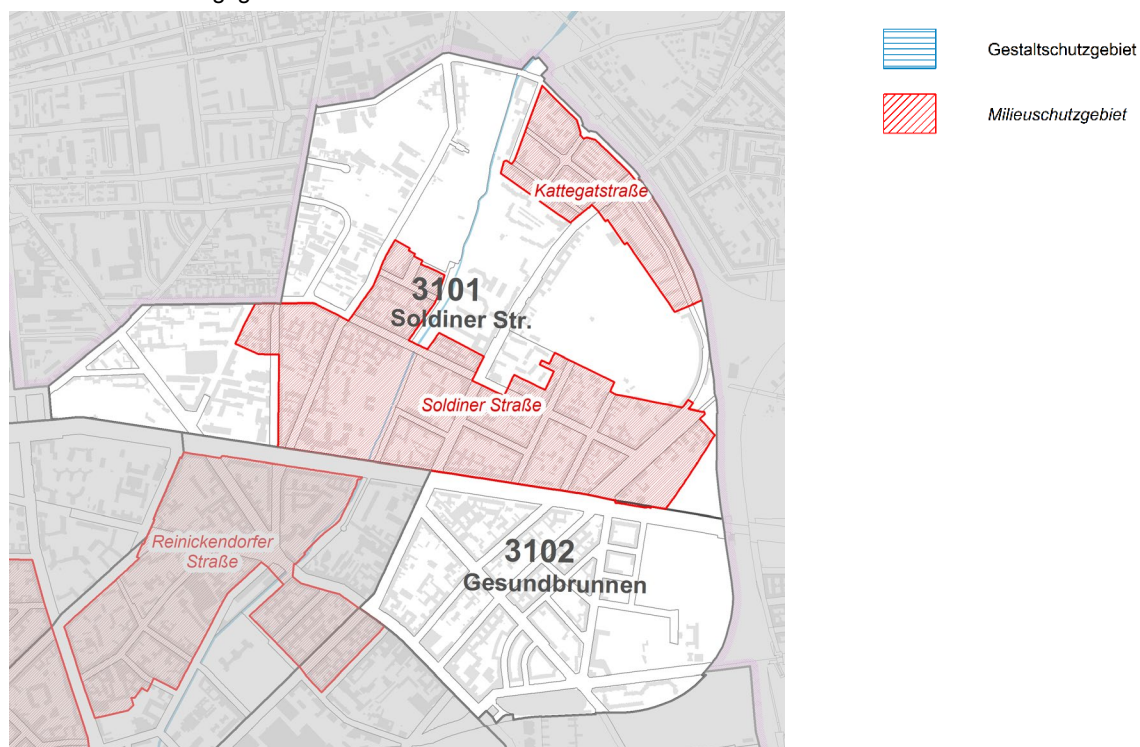 Gestaltschutzgebiet
Milieuschutzgebiet
Kattegatstraße
3101
Soldiner Str.
Soldiner Straße
Reinickendorfer
Straße
3102
Gesundbrunnen